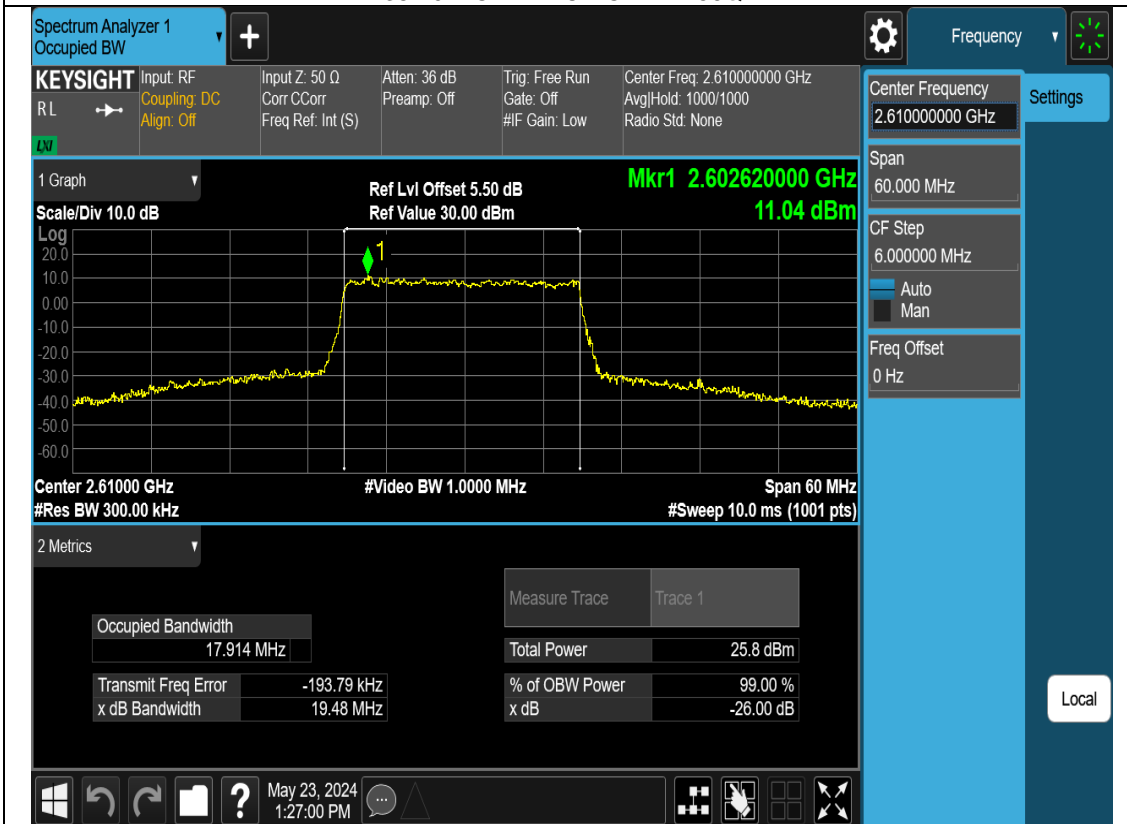 Spectrum Analyzer 1
Occupied BW
+
Frequency
KEYSIGHT
R L
LXI
Input: RF
Coupling: DC
Align: Off
Input Z: 50 Ω
Corr CCorr
Freq Ref: Int (S)
Atten: 36 dB
Preamp: Off
Trig: Free Run
Gate: Off
#IF Gain: Low
Center Freq: 2.610000000 GHz
Avg|Hold: 1000/1000
Radio Std: None
Center Frequency
2.610000000 GHz
Settings
Span
60.000 MHz
CF Step
6.000000 MHz
Auto
Man
Freq Offset
0 Hz
Local
1 Graph
Scale/Div 10.0 dB
Ref Lvl Offset 5.50 dB
Ref Value 30.00 dBm
Mkr1 2.602620000 GHz
11.04 dBm
Log
20.0
10.0
0.00
-10.0
-20.0
-30.0
-40.0
-50.0
-60.0
1
Center 2.61000 GHz
#Video BW 1.0000 MHz
Span 60 MHz
#Res BW 300.00 kHz
#Sweep 10.0 ms (1001 pts)
2 Metrics
Measure Trace Trace 1
Occupied Bandwidth
17.914 MHz
Total Power 25.8 dBm
Transmit Freq Error -193.79 kHz
% of OBW Power 99.00 %
x dB Bandwidth 19.48 MHz
x dB -26.00 dB
?
May 23, 2024
1:27:00 PM